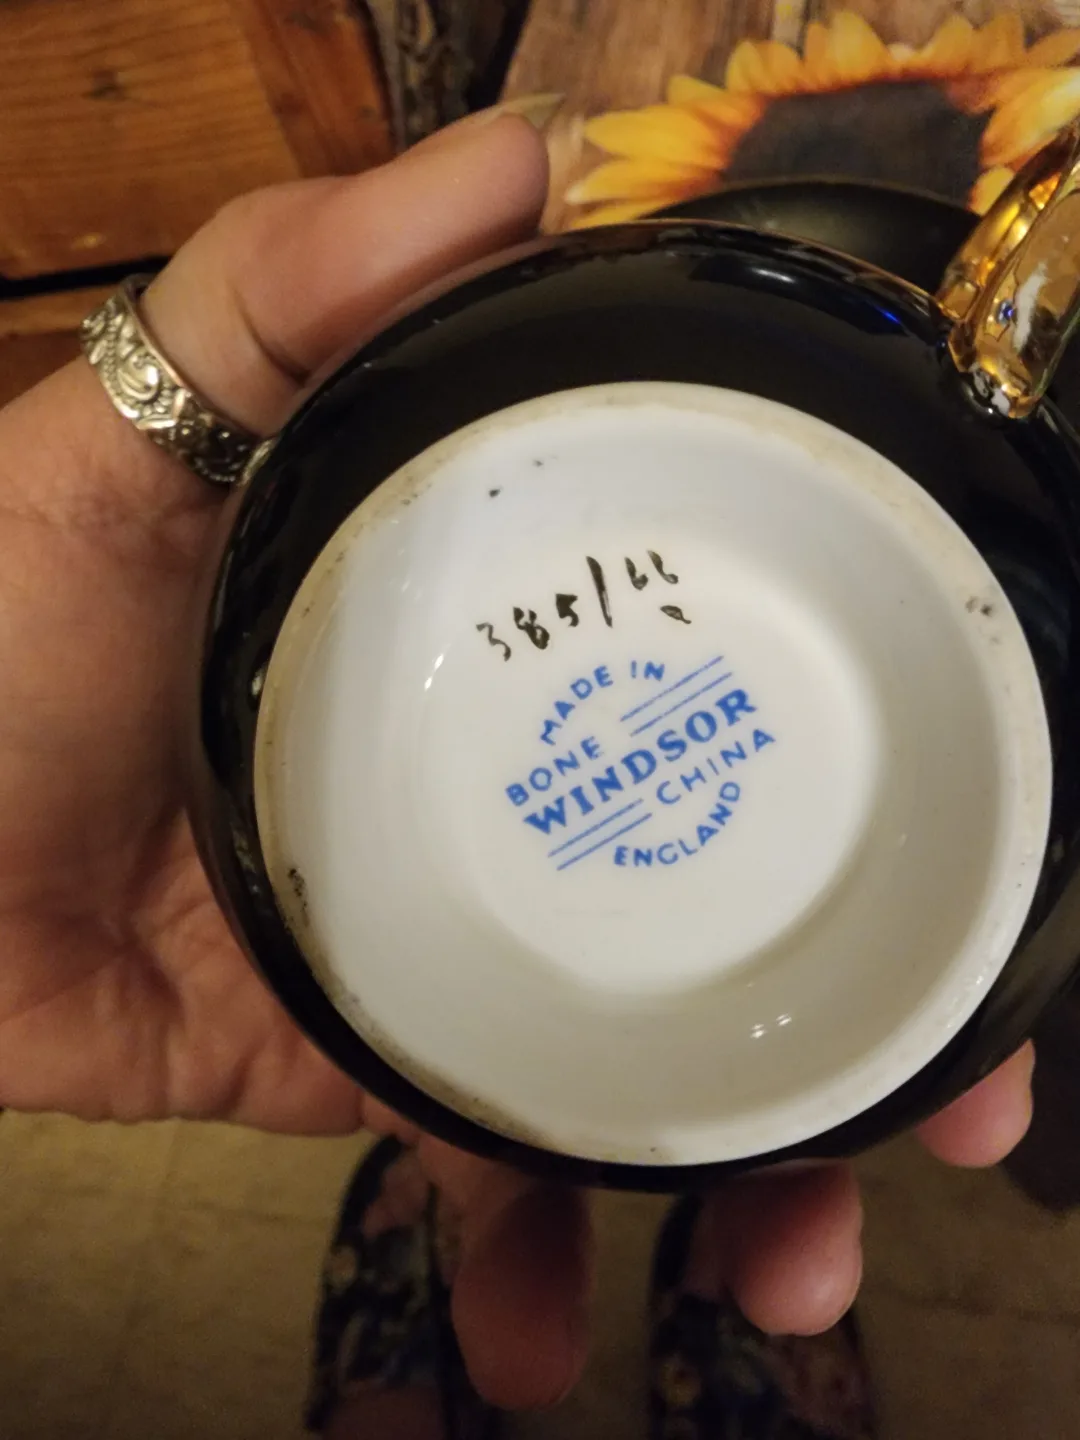 385/66
MADE IN
BONE
WINDSOR
CHINA
ENGLAND